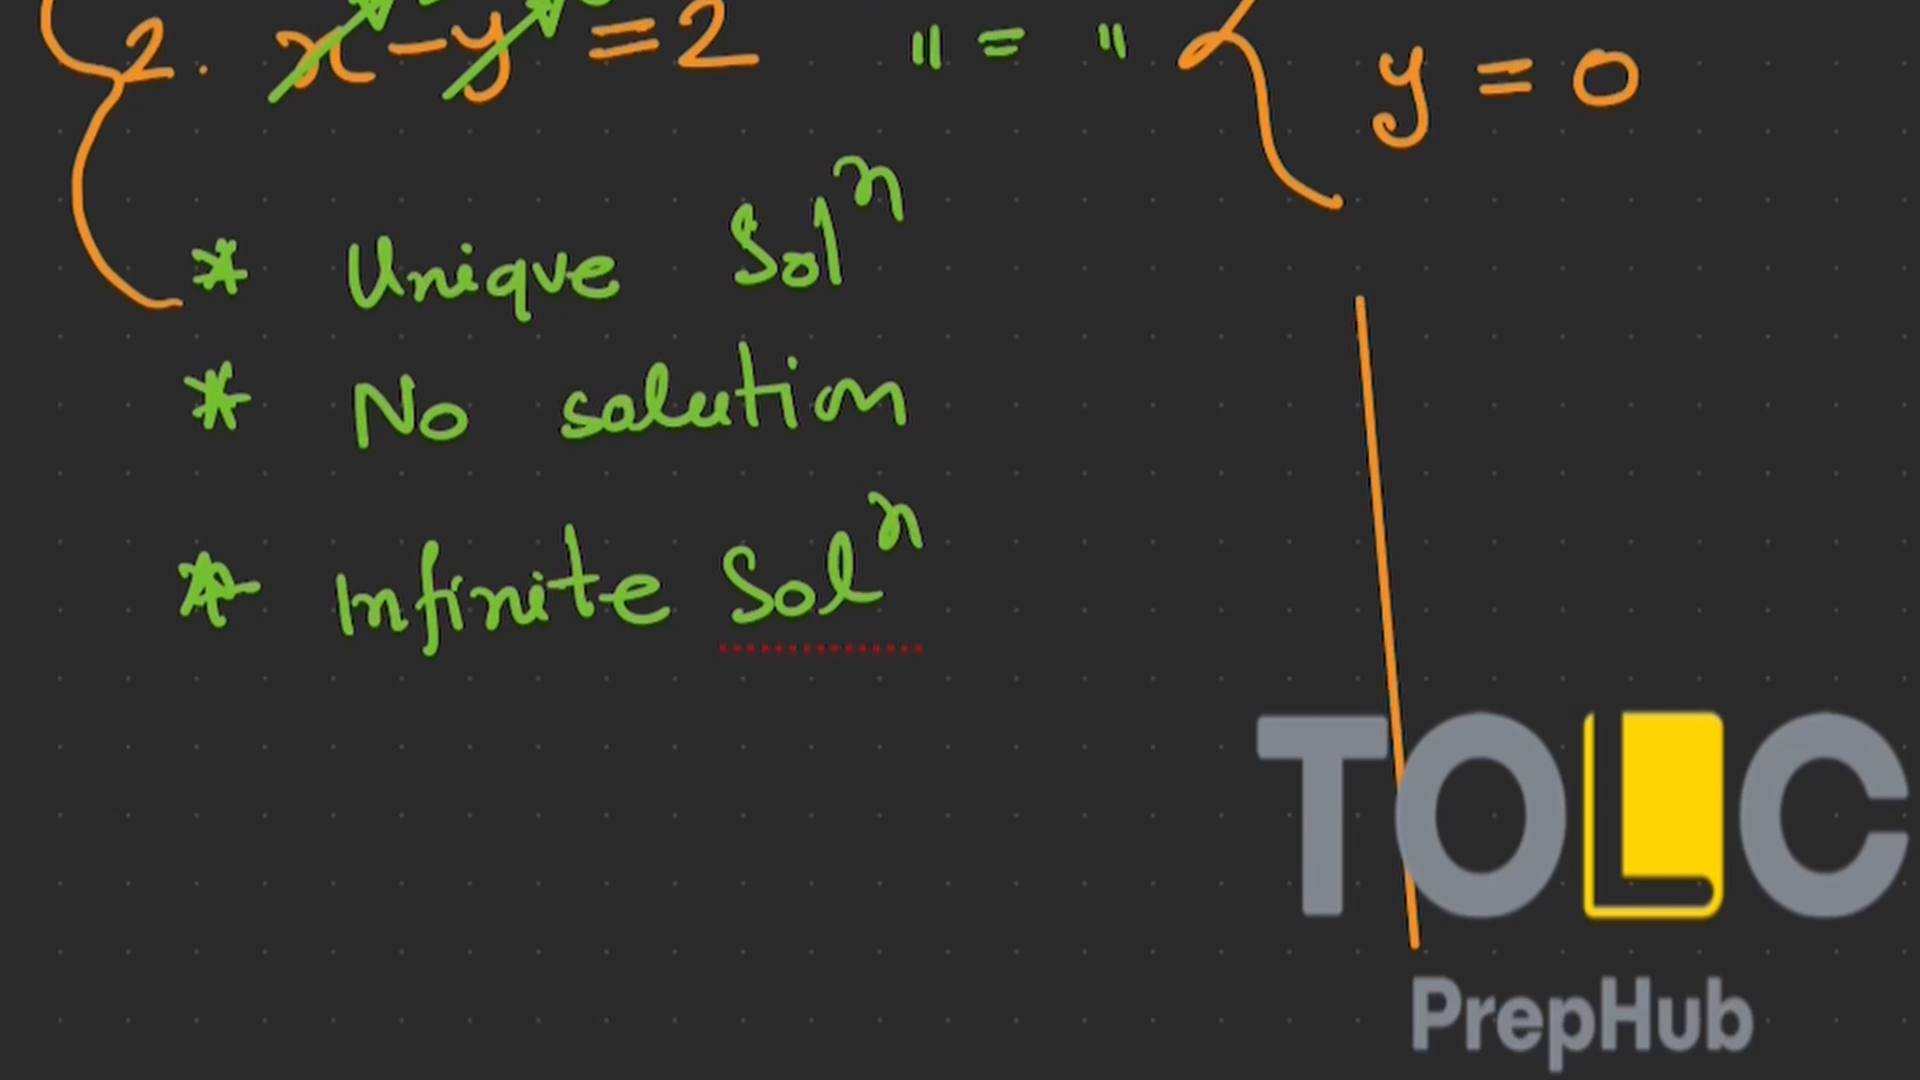 2. x - y = 2 " = " y = 0
* Unique Solⁿ
* No solution
* Infinite Solⁿ
TOLC
PrepHub